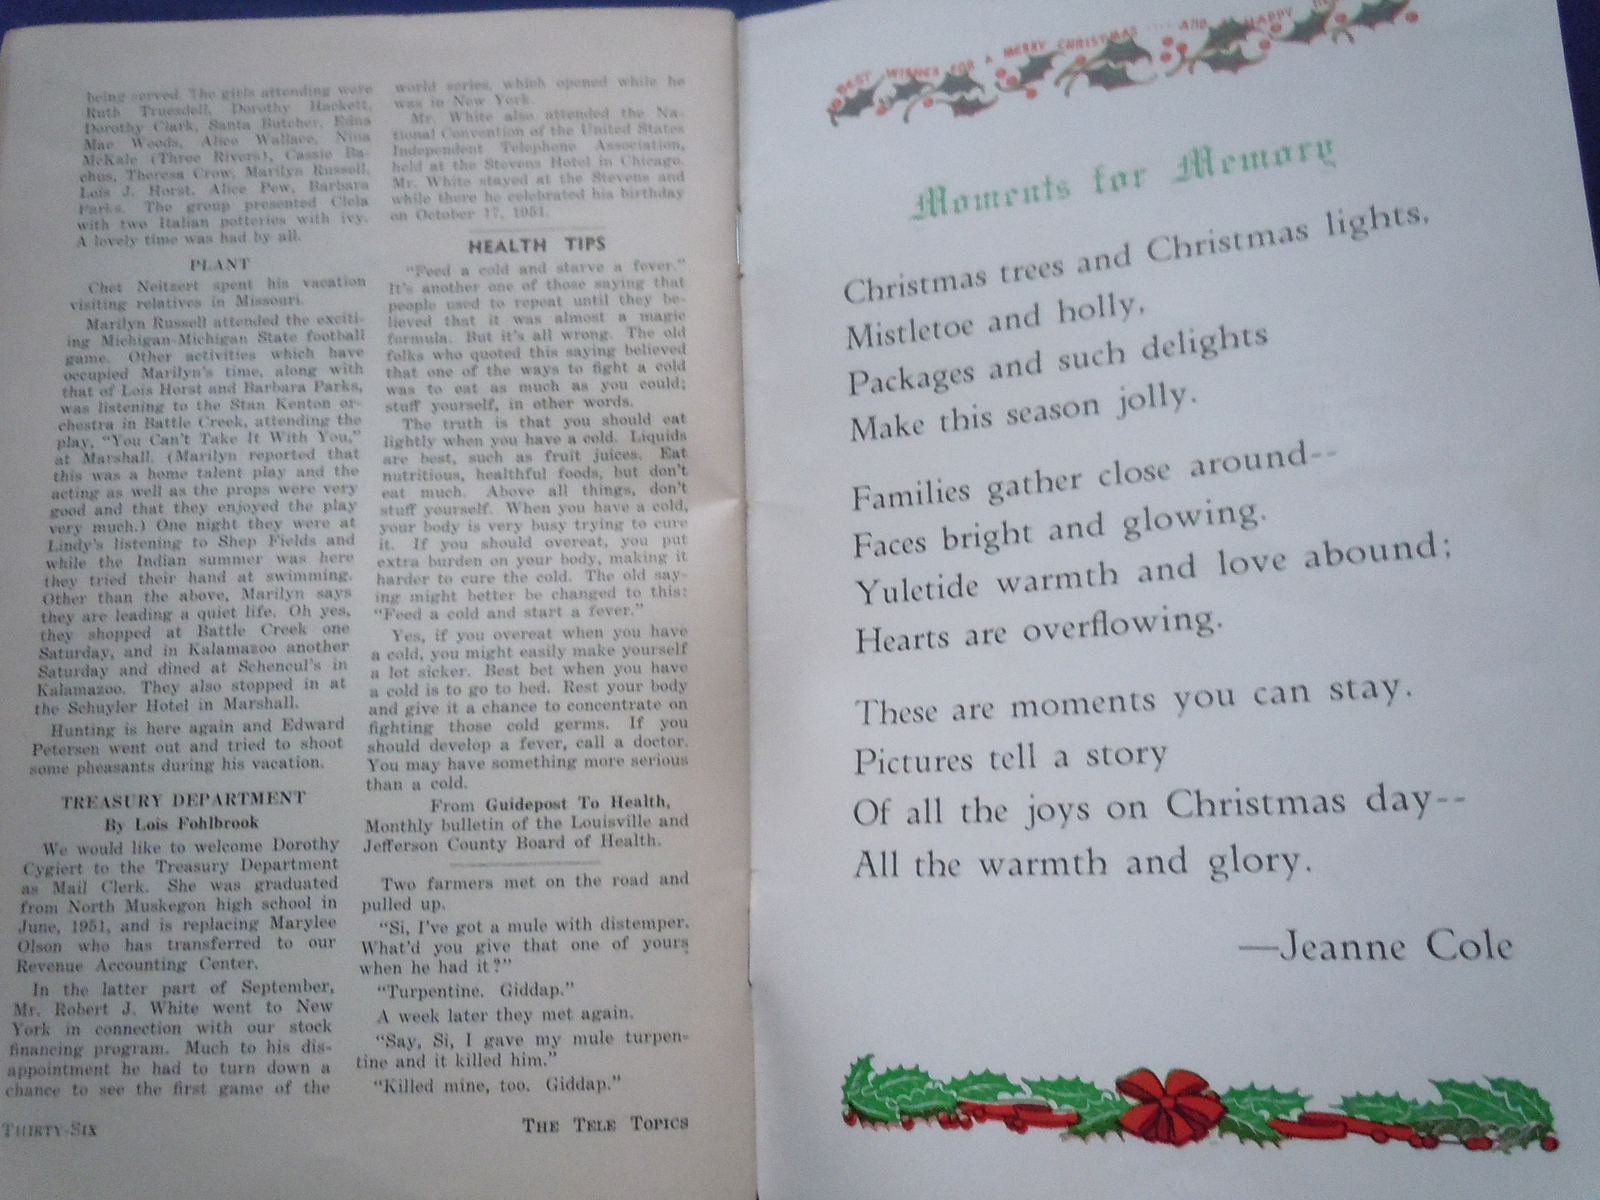 being served. The girls attending were
Ruth Truesdell, Dorothy Hackett,
Dorothy Clark, Santa Butcher, Edna
Mae Woods, Alice Wallace, Nina
McKale (Three Rivers), Cassie Ba-
chus, Theresa Crow, Marilyn Russell,
Lois J. Horst, Alice Pew, Barbara
Parks. The group presented Clela
with two Italian potteries with ivy.
A lovely time was had by all.
PLANT
Chet Neitzert spent his vacation
visiting relatives in Missouri.
Marilyn Russell attended the exciti-
ing Michigan-Michigan State football
game. Other activities which have
occupied Marilyn's time, along with
that of Lois Horst and Barbara Parks,
was listening to the Stan Kenton or-
chestra in Battle Creek, attending the
play, "You Can't Take It With You,"
at Marshall. (Marilyn reported that
this was a home talent play and the
acting as well as the props were very
good and that they enjoyed the play
very much.) One night they were at
Lindy's listening to Shep Fields and
while the Indian summer was here
they tried their hand at swimming.
Other than the above, Marilyn says
they are leading a quiet life. Oh yes,
they shopped at Battle Creek one
Saturday, and in Kalamazoo another
Saturday and dined at Schencul's in
Kalamazoo. They also stopped in at
the Schuyler Hotel in Marshall.
Hunting is here again and Edward
Petersen went out and tried to shoot
some pheasants during his vacation.
TREASURY DEPARTMENT
By Lois Fohlbrook
We would like to welcome Dorothy
Cygiert to the Treasury Department
as Mail Clerk. She was graduated
from North Muskegon high school in
June, 1951, and is replacing Marylee
Olson who has transferred to our
Revenue Accounting Center.
In the latter part of September,
Mr. Robert J. White went to New
York in connection with our stock
financing program. Much to his dis-
appointment he had to turn down a
chance to see the first game of the
THIRTY-SIX
world series, which opened while he
was in New York.
Mr. White also attended the Na-
tional Convention of the United States
Independent Telephone Association,
held at the Stevens Hotel in Chicago.
Mr. White stayed at the Stevens and
while there he celebrated his birthday
on October 17, 1951.
HEALTH TIPS
"Feed a cold and starve a fever."
It's another one of those saying that
people used to repeat until they be-
lieved that it was almost a magic
formula. But it's all wrong. The old
folks who quoted this saying believed
that one of the ways to fight a cold
was to eat as much as you could;
stuff yourself, in other words.
The truth is that you should eat
lightly when you have a cold. Liquids
are best, such as fruit juices. Eat
nutritious, healthful foods, but don't
eat much. Above all things, don't
stuff yourself. When you have a cold,
your body is very busy trying to cure
it. If you should overeat, you put
extra burden on your body, making it
harder to cure the cold. The old say-
ing might better be changed to this:
"Feed a cold and start a fever."
Yes, if you overeat when you have
a cold, you might easily make yourself
a lot sicker. Best bet when you have
a cold is to go to bed. Rest your body
and give it a chance to concentrate on
fighting those cold germs. If you
should develop a fever, call a doctor.
You may have something more serious
than a cold.
From Guidepost To Health,
Monthly bulletin of the Louisville and
Jefferson County Board of Health.
Two farmers met on the road and
pulled up.
"Si, I've got a mule with distemper.
What'd you give that one of yours
when he had it?"
"Turpentine. Giddap."
A week later they met again.
"Say, Si, I gave my mule turpen-
tine and it killed him."
"Killed mine, too. Giddap."
THE TELE TOPICS
BEST WISHES FOR A MERRY CHRISTMAS .... AND A HAPPY
Moments for Memory
Christmas trees and Christmas lights,
Mistletoe and holly,
Packages and such delights
Make this season jolly.
Families gather close around--
Faces bright and glowing.
Yuletide warmth and love abound;
Hearts are overflowing.
These are moments you can stay.
Pictures tell a story
Of all the joys on Christmas day--
All the warmth and glory.
—Jeanne Cole